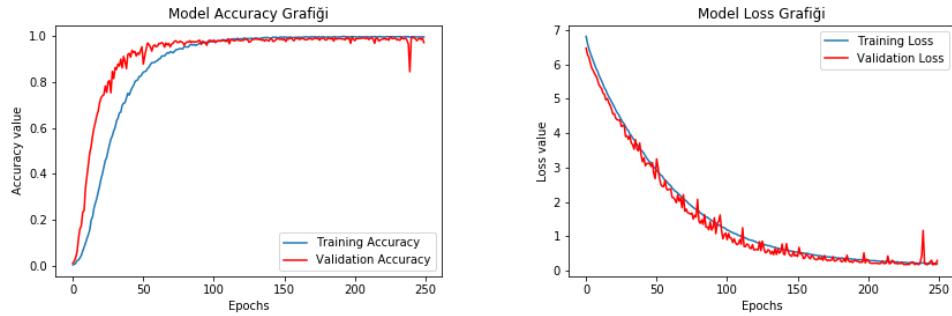 Model Accuracy Grafiği
Accuracy value
1.0
0.8
0.6
0.4
0.2
0.0
Training Accuracy
Validation Accuracy
0 50 100 150 200 250
Epochs
Model Loss Grafiği
Loss value
7
6
5
4
3
2
1
0
Training Loss
Validation Loss
0 50 100 150 200 250
Epochs